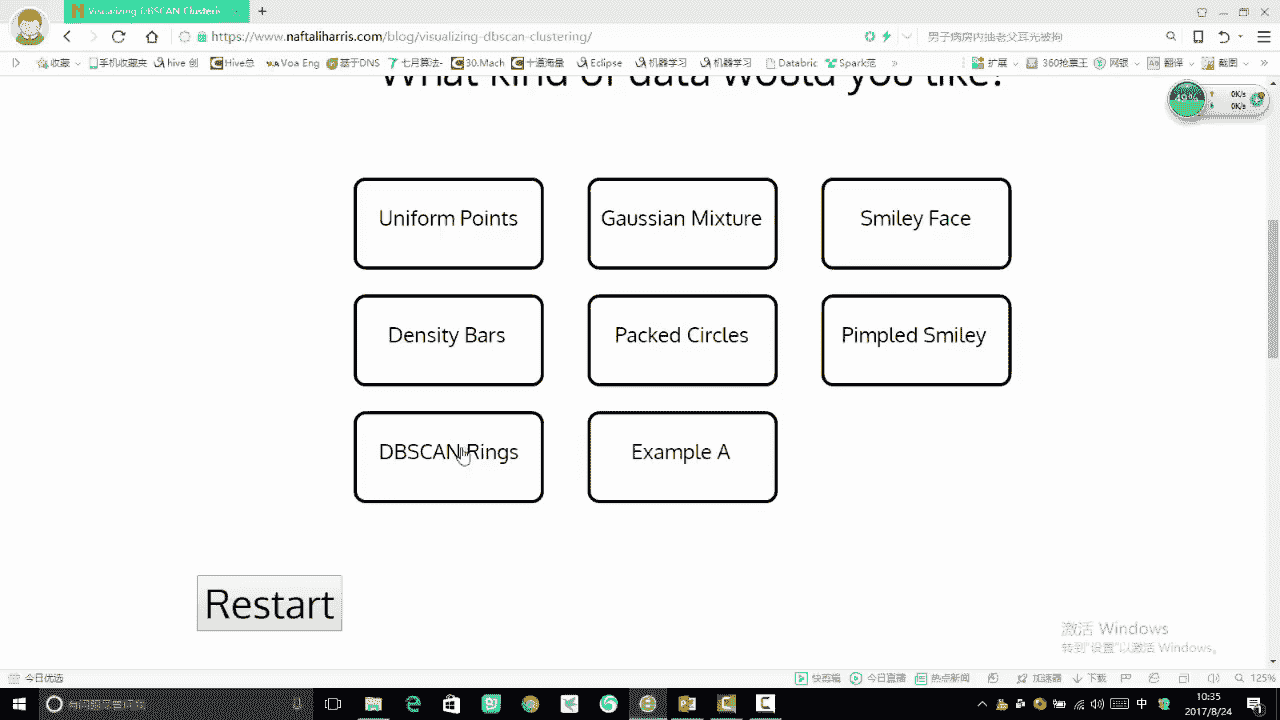 Visualizing DBSCAN Clusteris
https://www.naftaliharris.com/blog/visualizing-dbscan-clustering/
男子病房内抽老父耳光被拘
收藏 手机收藏夹 hive 创 Hive总 Voa Eng 基于DNS 七月算法- 30.Mach 十道海量 Eclipse 机器学习 机器学习 Databric Spark范 » 扩展 360抢票王 网银 翻译 截图 »
What kind of data would you like?
0K/s
0K/s
Uniform Points Gaussian Mixture Smiley Face
Density Bars Packed Circles Pimpled Smiley
DBSCAN Rings Example A
Restart
激活 Windows
转到"设置"以激活 Windows。
今日优选 快剪辑 今日直播 热点新闻 加速器 下载 125%
有问题尽管问我
中 10:35
2017/8/24